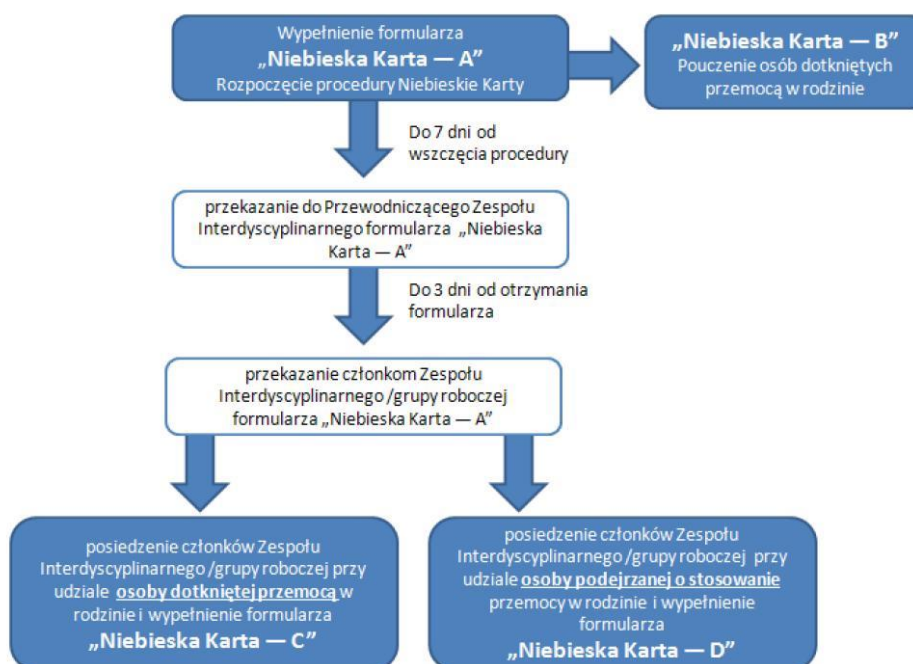 Wypełnienie formularza
„Niebieska Karta — A”
Rozpoczęcie procedury Niebieskie Karty
„Niebieska Karta — B”
Pouczenie osób dotkniętych
przemocą w rodzinie
Do 7 dni od
wszczęcia procedury
przekazanie do Przewodniczącego Zespołu
Interdyscyplinarnego formularza „Niebieska
Karta — A”
Do 3 dni od otrzymania
formularza
przekazanie członkom Zespołu
Interdyscyplinarnego /grupy roboczej
formularza „Niebieska Karta — A”
posiedzenie członków Zespołu
Interdyscyplinarnego /grupy roboczej przy
udziale osoby dotkniętej przemocą w
rodzinie i wypełnienie formularza
„Niebieska Karta — C”
posiedzenie członków Zespołu
Interdyscyplinarnego /grupy roboczej przy
udziale osoby podejrzanej o stosowanie
przemocy w rodzinie i wypełnienie
formularza
„Niebieska Karta — D”